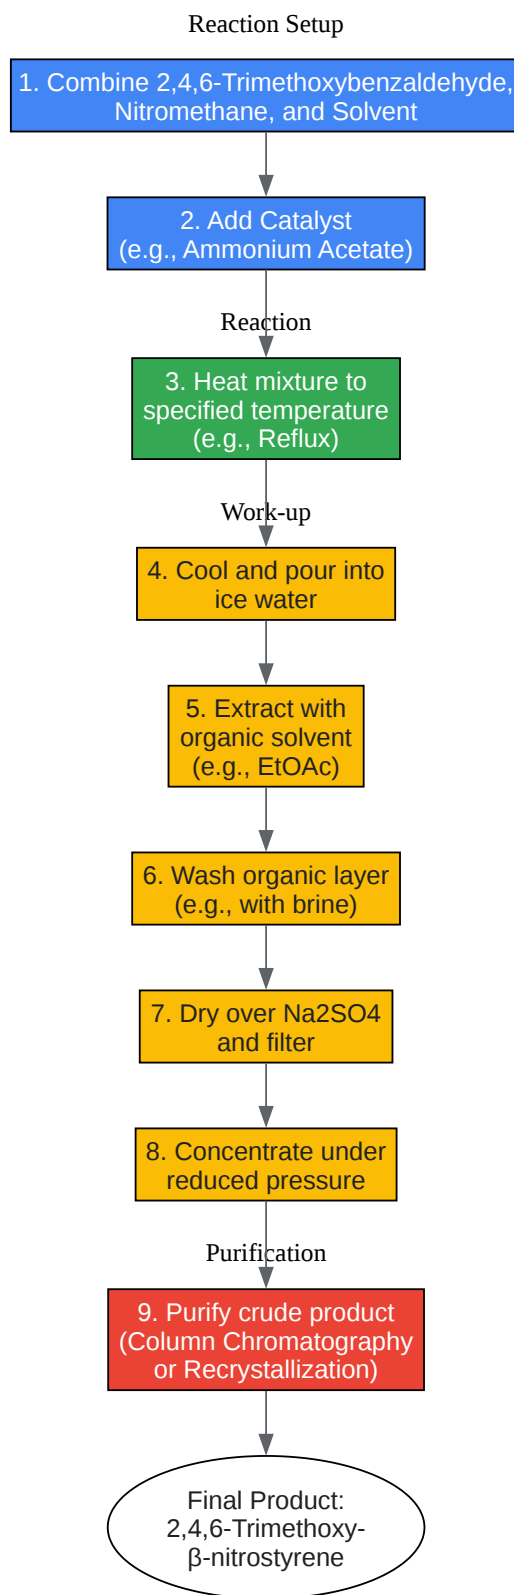 Reaction Setup
1. Combine 2,4,6-Trimethoxybenzaldehyde,
Nitromethane, and Solvent
2. Add Catalyst
(e.g., Ammonium Acetate)
Reaction
3. Heat mixture to
specified temperature
(e.g., Reflux)
Work-up
4. Cool and pour into
ice water
5. Extract with
organic solvent
(e.g., EtOAc)
6. Wash organic layer
(e.g., with brine)
7. Dry over Na2SO4
and filter
8. Concentrate under
reduced pressure
Purification
9. Purify crude product
(Column Chromatography
or Recrystallization)
Final Product:
2,4,6-Trimethoxy-
β-nitrostyrene